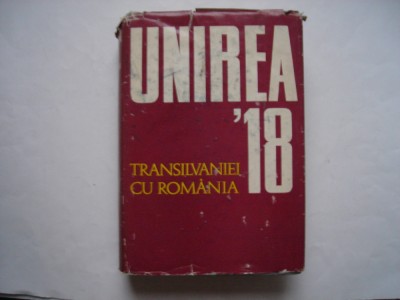 UNIREA
'18
TRANSILVANIEI
CU ROMÂNIA